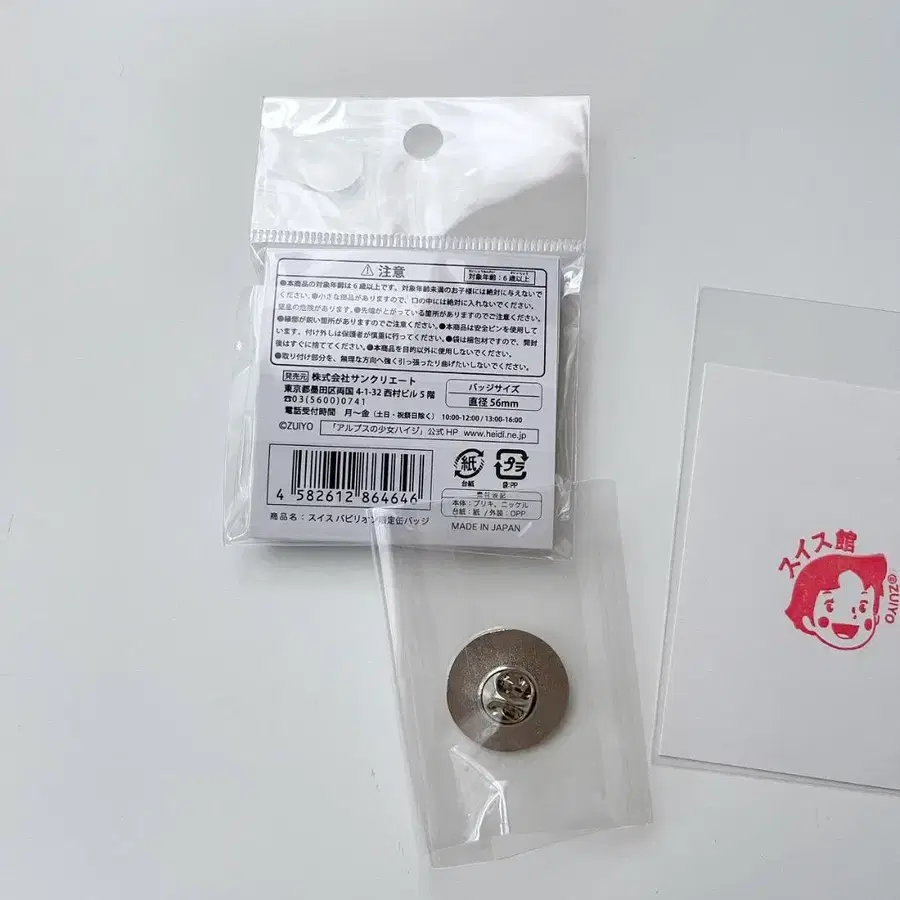 ⚠注意
対象年齢:6歳以上
●本商品の対象年齢は6歳以上です。対象年齢未満のお子様には絶対に与えないで
ください。●小さな部品がありますので、口の中には絶対に入れないでください。
窒息の危険があります。●先端がとがっている箇所がありますのでご注意ください。
●縁部が鋭い箇所がありますのでご注意ください。●本商品は安全ピンを使用して
います。付け外しは保護者が慎重に行ってください。●袋は梱包材ですので、開封
後はすぐに捨ててください。●本商品を目的以外に使用しないでください。
●取り付け部分を、無理な方向へ強く引っ張ったり曲げたりしないでください。
発売元 株式会社サンクリエート
東京都墨田区両国 4-1-32 西村ビル 5 階
☎03(5600)0741
電話受付時間 月〜金(土日・祝祭日除く) 10:00-12:00 / 13:00-16:00
バッジサイズ
直径 56mm
©ZUIYO 「アルプスの少女ハイジ」公式 HP www.heidi.ne.jp
4 582612 864646
紙
台紙
プラ
袋:PP
本体:ブリキ、ニッケル
台紙:紙 / 外装:OPP
商品名:スイス パビリオン 限定缶バッジ
MADE IN JAPAN
スイス館
©ZUIYO